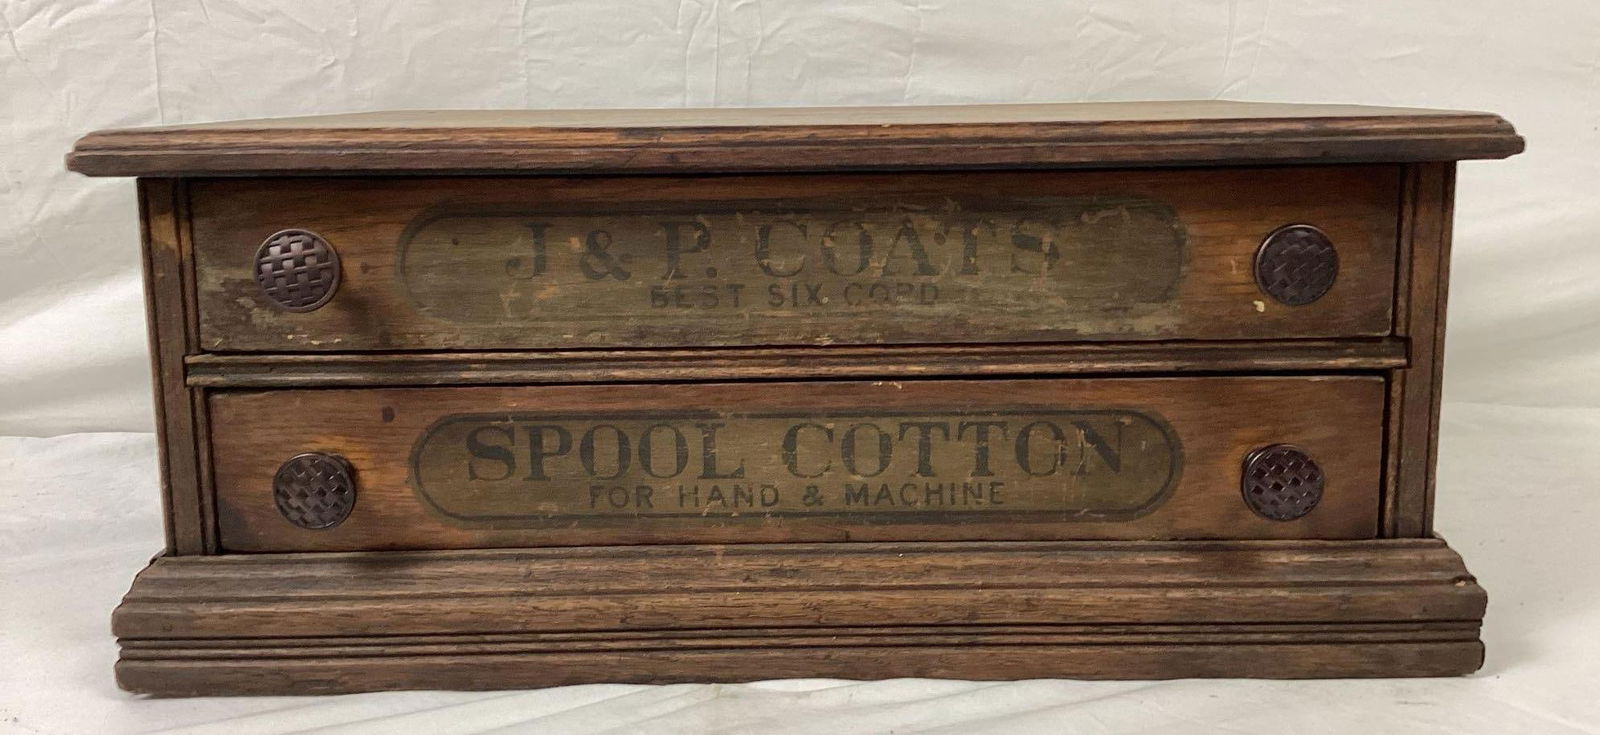 J & P. COATS
BEST SIX CORD
SPOOL COTTON
FOR HAND & MACHINE